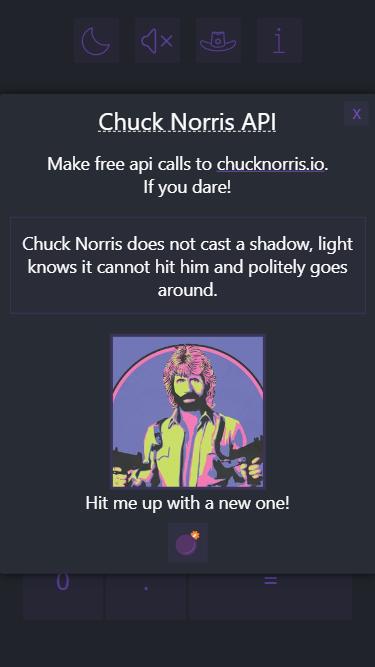 i
x
Chuck Norris API
Make free api calls to chucknorris.io.
If you dare!
Chuck Norris does not cast a shadow, light
knows it cannot hit him and politely goes
around.
Hit me up with a new one!
0 . =